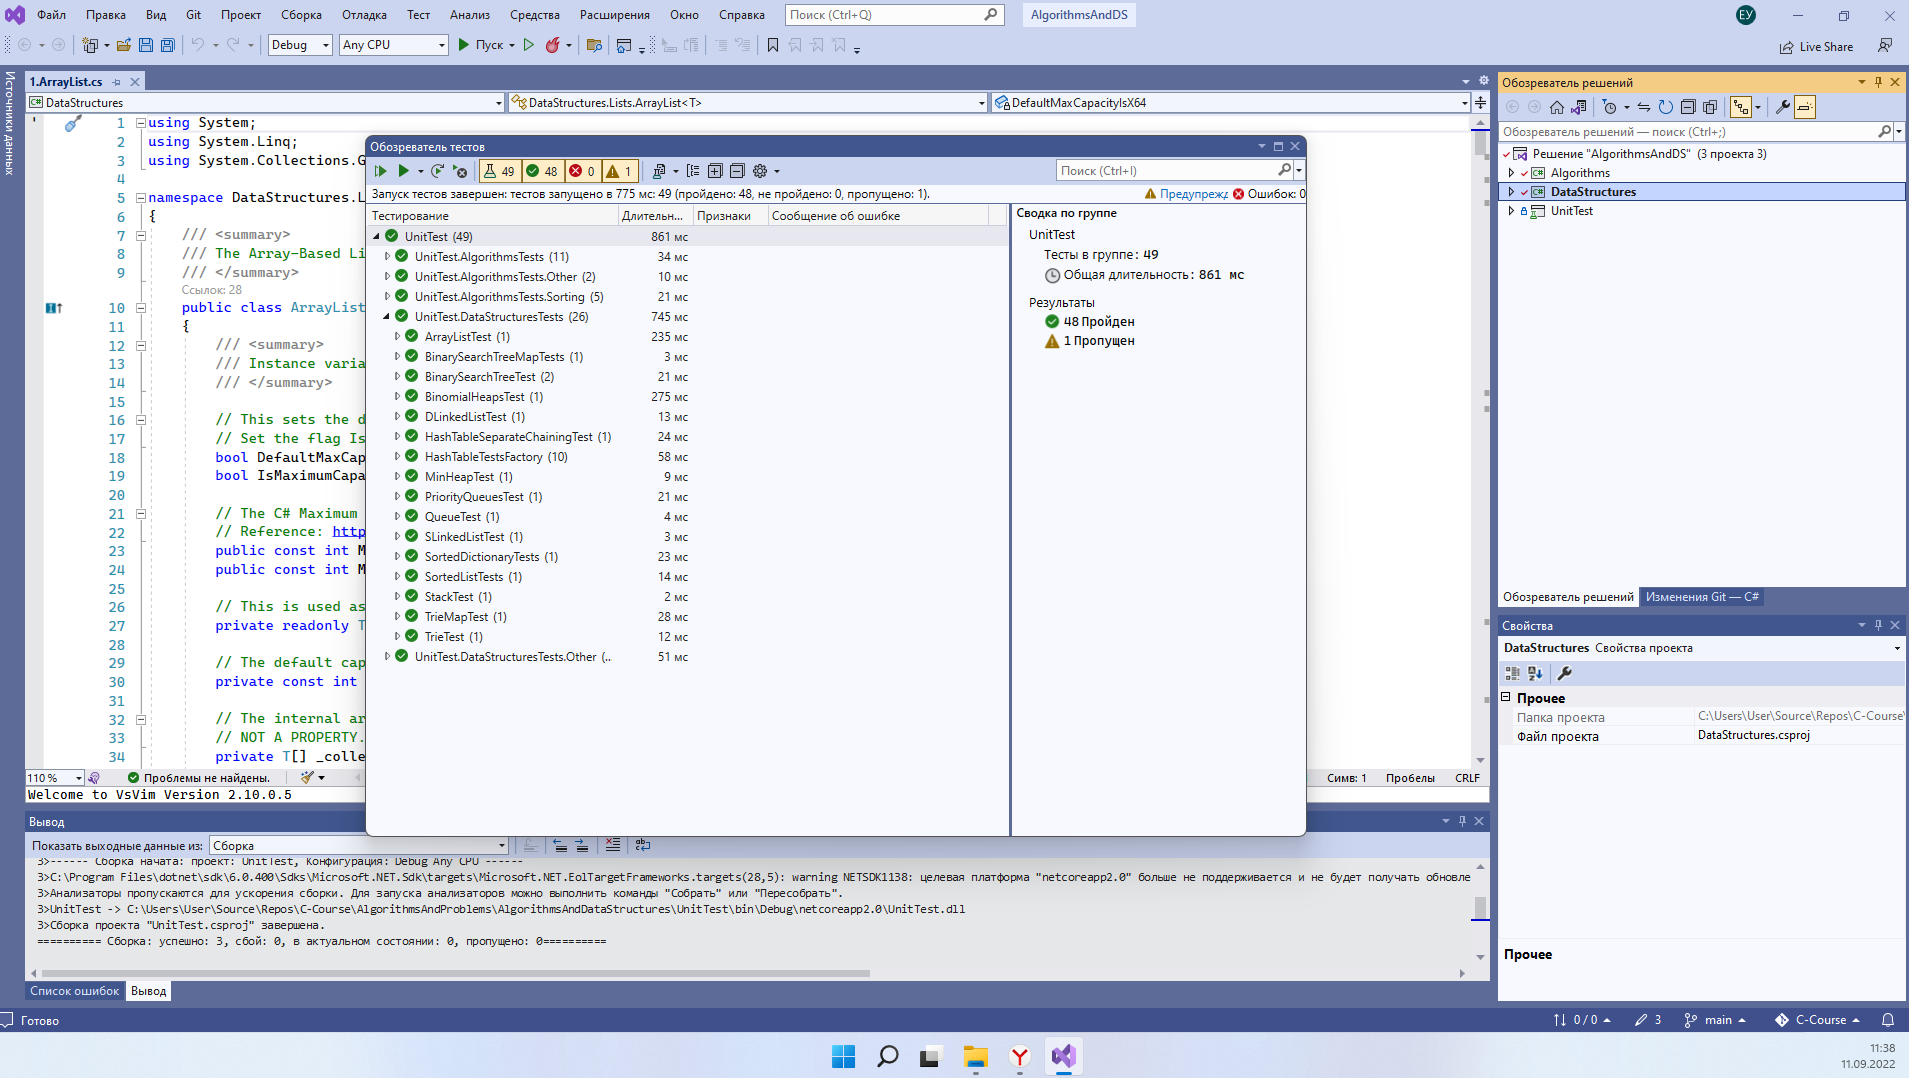 Файл Правка Вид Git Проект Сборка Отладка Тест Анализ Средства Расширения Окно Справка Поиск (Ctrl+Q) AlgorithmsAndDS ЕУ
Debug Any CPU Пуск Live Share
Источники данных
1.ArrayList.cs
DataStructures DataStructures.Lists.ArrayList<T> DefaultMaxCapacityIsX64
1 using System;
2 using System.Linq;
3 using System.Collections.G
4
5 namespace DataStructures.L
6 {
7 /// <summary>
8 /// The Array-Based Li
9 /// </summary>
Ссылок: 28
10 public class ArrayList
11 {
12 /// <summary>
13 /// Instance varia
14 /// </summary>
15
16 // This sets the d
17 // Set the flag Is
18 bool DefaultMaxCap
19 bool IsMaximumCapa
20
21 // The C# Maximum
22 // Reference: http
23 public const int M
24 public const int M
25
26 // This is used as
27 private readonly T
28
29 // The default cap
30 private const int
31
32 // The internal ar
33 // NOT A PROPERTY.
34 private T[] _colle
110 % Проблемы не найдены. Симв: 1 Пробелы CRLF
Welcome to VsVim Version 2.10.0.5
Обозреватель тестов
49 48 0 1 Поиск (Ctrl+I)
Запуск тестов завершен: тестов запущено в 775 мс: 49 (пройдено: 48, не пройдено: 0, пропущено: 1). Предупрежд Ошибок: 0
Тестирование Длительн... Признаки Сообщение об ошибке
UnitTest (49) 861 мс
UnitTest.AlgorithmsTests (11) 34 мс
UnitTest.AlgorithmsTests.Other (2) 10 мс
UnitTest.AlgorithmsTests.Sorting (5) 21 мс
UnitTest.DataStructuresTests (26) 745 мс
ArrayListTest (1) 235 мс
BinarySearchTreeMapTests (1) 3 мс
BinarySearchTreeTest (2) 21 мс
BinomialHeapsTest (1) 275 мс
DLinkedListTest (1) 13 мс
HashTableSeparateChainingTest (1) 24 мс
HashTableTestsFactory (10) 58 мс
MinHeapTest (1) 9 мс
PriorityQueuesTest (1) 21 мс
QueueTest (1) 4 мс
SLinkedListTest (1) 3 мс
SortedDictionaryTests (1) 23 мс
SortedListTests (1) 14 мс
StackTest (1) 2 мс
TrieMapTest (1) 28 мс
TrieTest (1) 12 мс
UnitTest.DataStructuresTests.Other (... 51 мс
Сводка по группе
UnitTest
Тесты в группе: 49
Общая длительность: 861 мс
Результаты
48 Пройден
1 Пропущен
Обозреватель решений
Обозреватель решений — поиск (Ctrl+;)
Решение "AlgorithmsAndDS" (3 проекта 3)
Algorithms
DataStructures
UnitTest
Обозреватель решений Изменения Git — C#
Свойства
DataStructures Свойства проекта
Прочее
Папка проекта C:\Users\User\Source\Repos\C-Course\
Файл проекта DataStructures.csproj
Прочее
Вывод
Показать выходные данные из: Сборка
3>------ Сборка начата: проект: UnitTest, Конфигурация: Debug Any CPU ------
3>C:\Program Files\dotnet\sdk\6.0.400\Sdks\Microsoft.NET.Sdk\targets\Microsoft.NET.EolTargetFrameworks.targets(28,5): warning NETSDK1138: целевая платформа "netcoreapp2.0" больше не поддерживается и не будет получать обновле
3>Анализаторы пропускаются для ускорения сборки. Для запуска анализаторов можно выполнить команды "Собрать" или "Пересобрать".
3>UnitTest -> C:\Users\User\Source\Repos\C-Course\AlgorithmsAndProblems\AlgorithmsAndDataStructures\UnitTest\bin\Debug\netcoreapp2.0\UnitTest.dll
3>Сборка проекта "UnitTest.csproj" завершена.
========== Сборка: успешно: 3, сбой: 0, в актуальном состоянии: 0, пропущено: 0==========
Список ошибок Вывод
Готово 0 / 0 3 main C-Course
11:38
11.09.2022